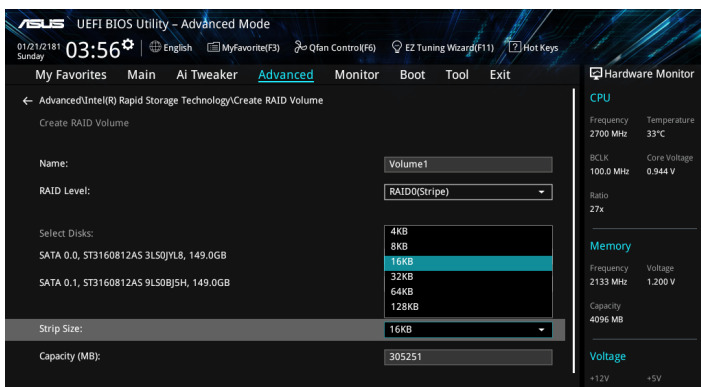 ASUS UEFI BIOS Utility – Advanced Mode
01/21/2181 Sunday 03:56 English MyFavorite(F3) Qfan Control(F6) EZ Tuning Wizard(F11) ? Hot Keys
My Favorites Main Ai Tweaker Advanced Monitor Boot Tool Exit
← Advanced\Intel(R) Rapid Storage Technology\Create RAID Volume
Create RAID Volume
Name: Volume1
RAID Level: RAID0(Stripe)
Select Disks:
SATA 0.0, ST3160812AS 3LS0JYL8, 149.0GB
SATA 0.1, ST3160812AS 9LS0BJ5H, 149.0GB
4KB
8KB
16KB
32KB
64KB
128KB
Strip Size: 16KB
Capacity (MB): 305251
Hardware Monitor
CPU
Frequency Temperature
2700 MHz 33°C
BCLK Core Voltage
100.0 MHz 0.944 V
Ratio
27x
Memory
Frequency Voltage
2133 MHz 1.200 V
Capacity
4096 MB
Voltage
+12V +5V